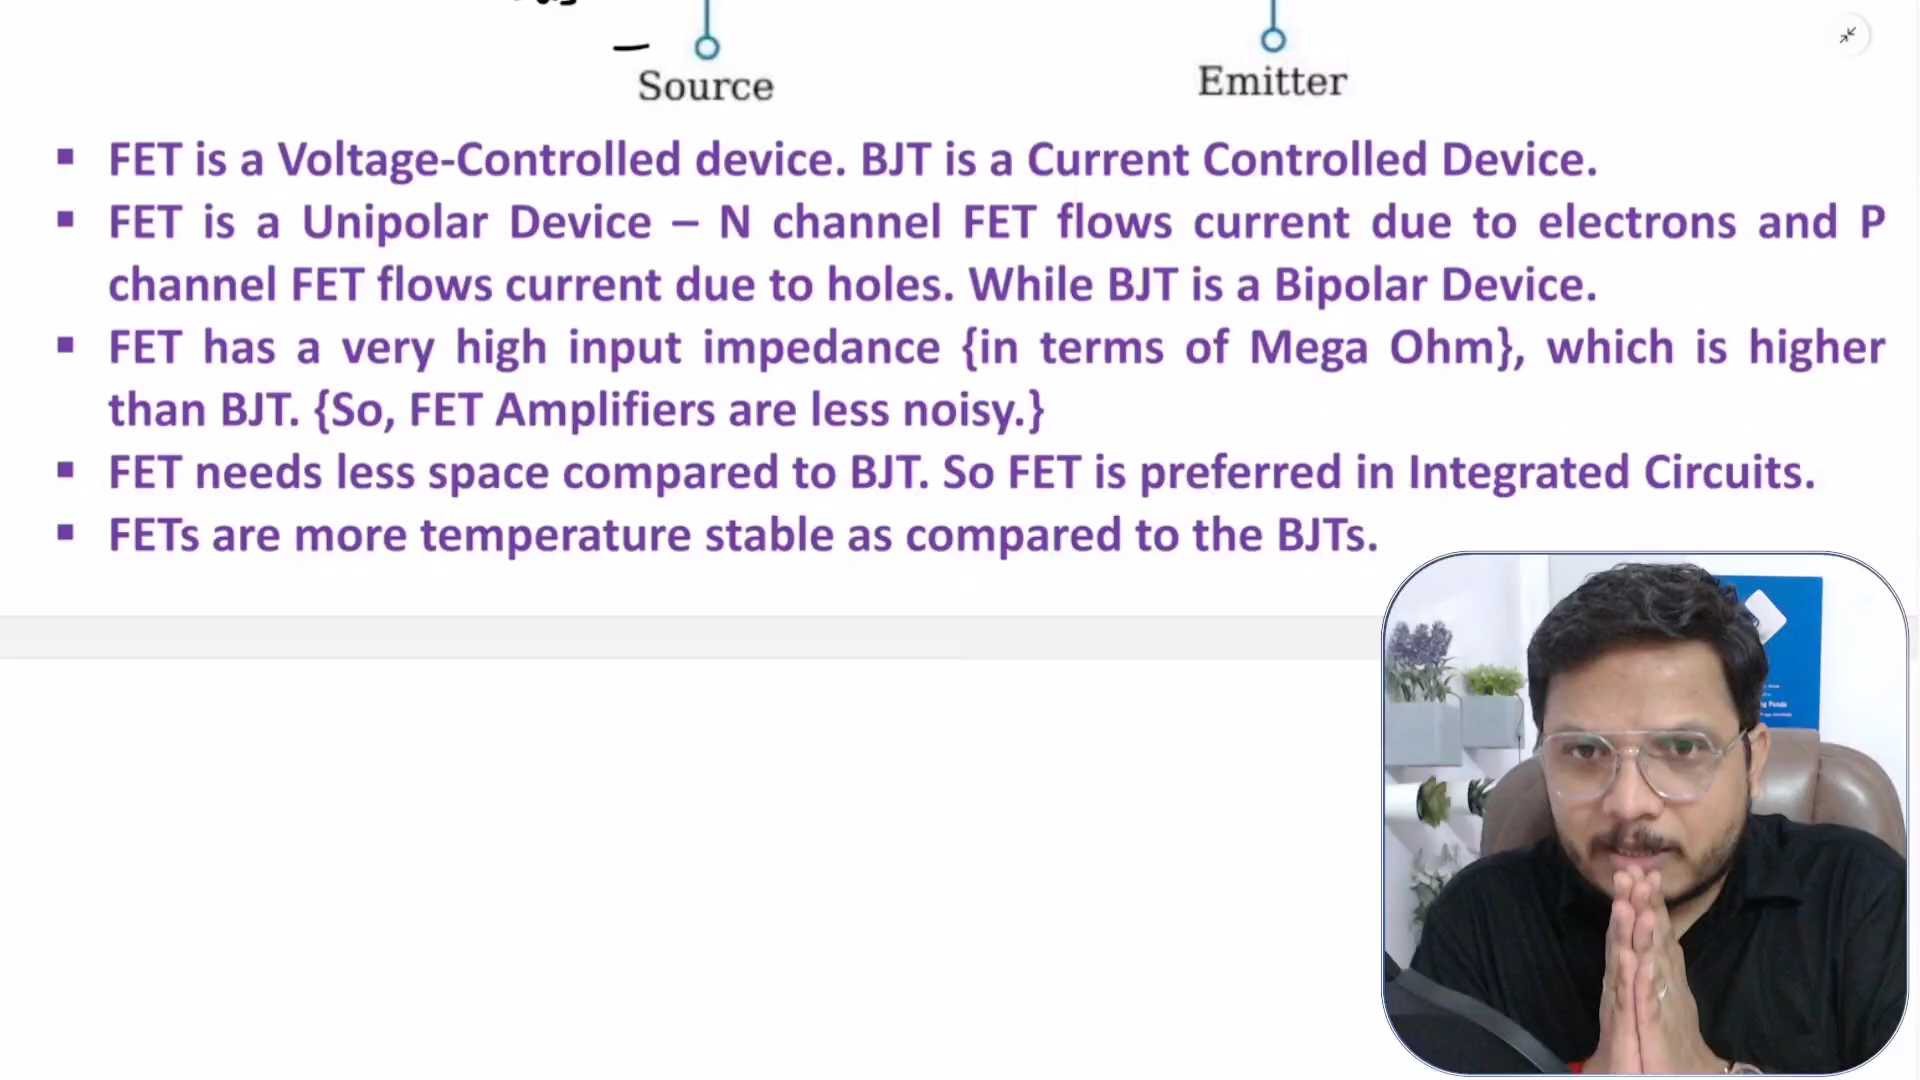 Source
Emitter
▪ FET is a Voltage-Controlled device. BJT is a Current Controlled Device.
▪ FET is a Unipolar Device – N channel FET flows current due to electrons and P
channel FET flows current due to holes. While BJT is a Bipolar Device.
▪ FET has a very high input impedance {in terms of Mega Ohm}, which is higher
than BJT. {So, FET Amplifiers are less noisy.}
▪ FET needs less space compared to BJT. So FET is preferred in Integrated Circuits.
▪ FETs are more temperature stable as compared to the BJTs.